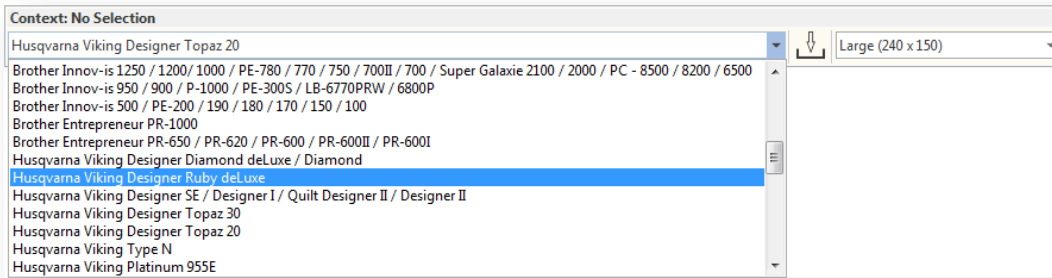 Context: No Selection
Husqvarna Viking Designer Topaz 20
Large (240 x 150)
Brother Innov-is 1250 / 1200/ 1000 / PE-780 / 770 / 750 / 700II / 700 / Super Galaxie 2100 / 2000 / PC - 8500 / 8200 / 6500
Brother Innov-is 950 / 900 / P-1000 / PE-300S / LB-6770PRW / 6800P
Brother Innov-is 500 / PE-200 / 190 / 180 / 170 / 150 / 100
Brother Entrepreneur PR-1000
Brother Entrepreneur PR-650 / PR-620 / PR-600 / PR-600II / PR-600I
Husqvarna Viking Designer Diamond deLuxe / Diamond
Husqvarna Viking Designer Ruby deLuxe
Husqvarna Viking Designer SE / Designer I / Quilt Designer II / Designer II
Husqvarna Viking Designer Topaz 30
Husqvarna Viking Designer Topaz 20
Husqvarna Viking Type N
Husqvarna Viking Platinum 955E